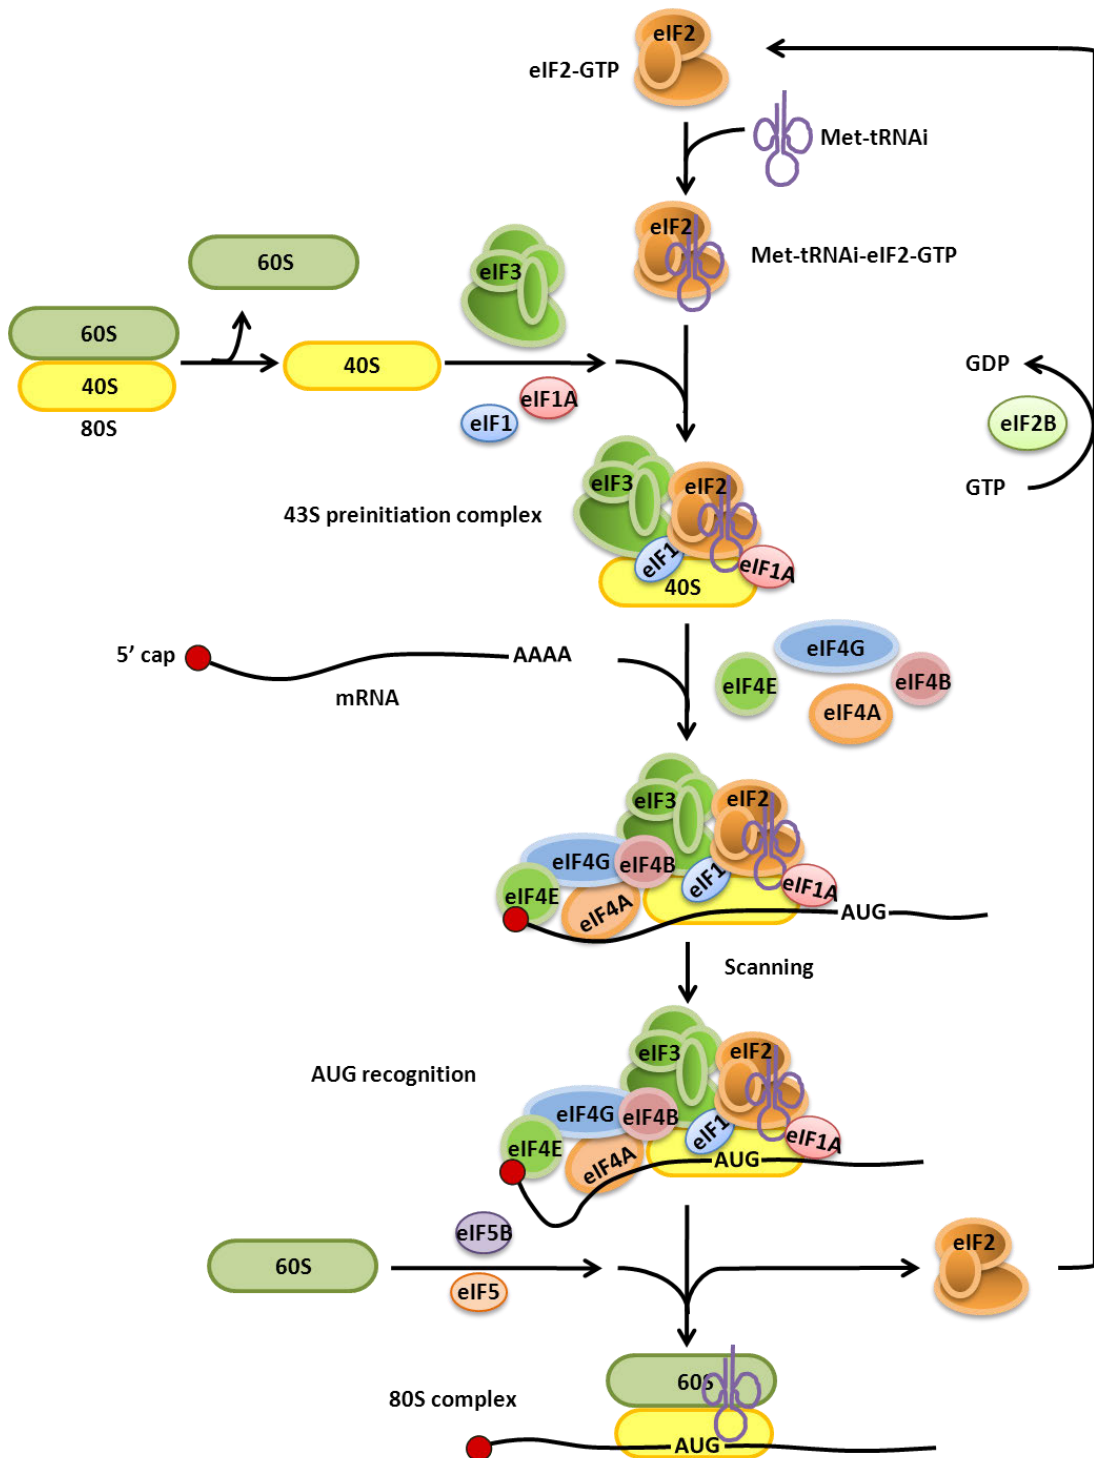 eIF2
eIF2-GTP
Met-tRNAi
eIF2
Met-tRNAi-eIF2-GTP
60S
eIF3
60S
40S
80S
40S
eIF1A
eIF1
GDP
eIF2B
GTP
eIF3
eIF2
43S preinitiation complex
eIF1
eIF1A
40S
5’ cap
AAAA
mRNA
eIF4G
eIF4E
eIF4B
eIF4A
eIF3
eIF2
eIF4G
eIF4B
eIF1
eIF1A
eIF4E
eIF4A
AUG
Scanning
eIF3
eIF2
AUG recognition
eIF4G
eIF4B
eIF1
eIF1A
eIF4E
eIF4A
AUG
eIF5B
60S
eIF5
eIF2
60S
80S complex
AUG